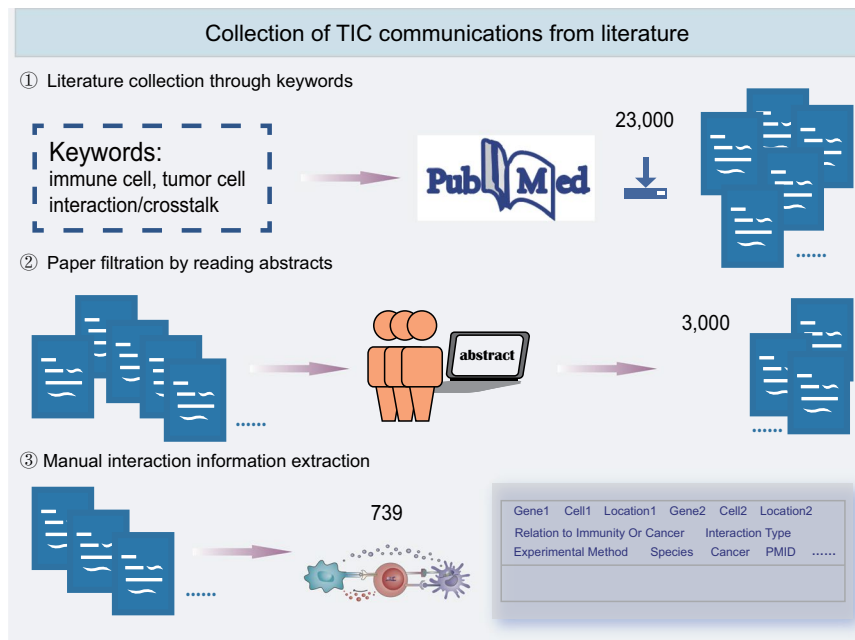 Collection of TIC communications from literature
① Literature collection through keywords
Keywords:
immune cell, tumor cell
interaction/crosstalk
PubMed
23,000
......
② Paper filtration by reading abstracts
......
abstract
3,000
......
③ Manual interaction information extraction
......
739
Gene1 Cell1 Location1 Gene2 Cell2 Location2
Relation to Immunity Or Cancer Interaction Type
Experimental Method Species Cancer PMID ......